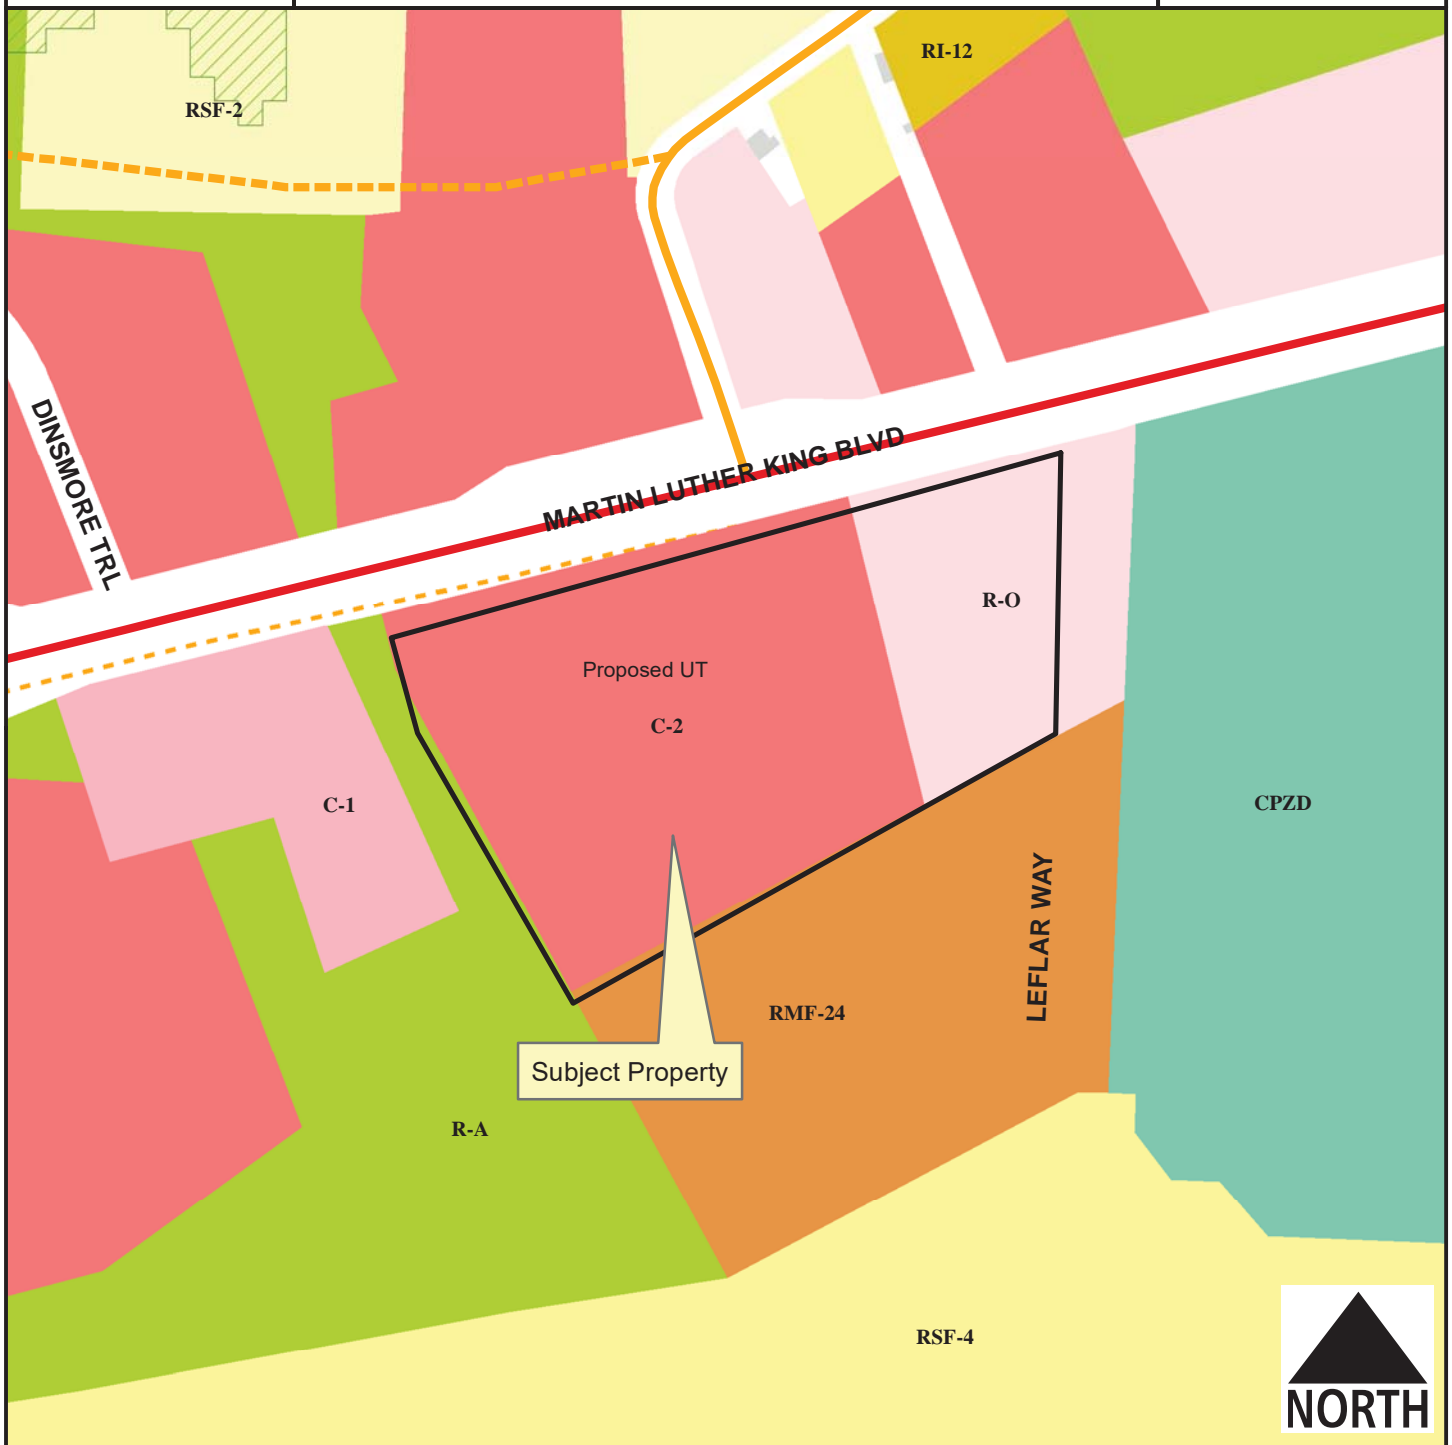 RI-12
RSF-2
DINSMORE TRL
MARTIN LUTHER KING BLVD
R-O
Proposed UT
C-2
C-1
CPZD
LEFLAR WAY
RMF-24
Subject Property
R-A
RSF-4
NORTH